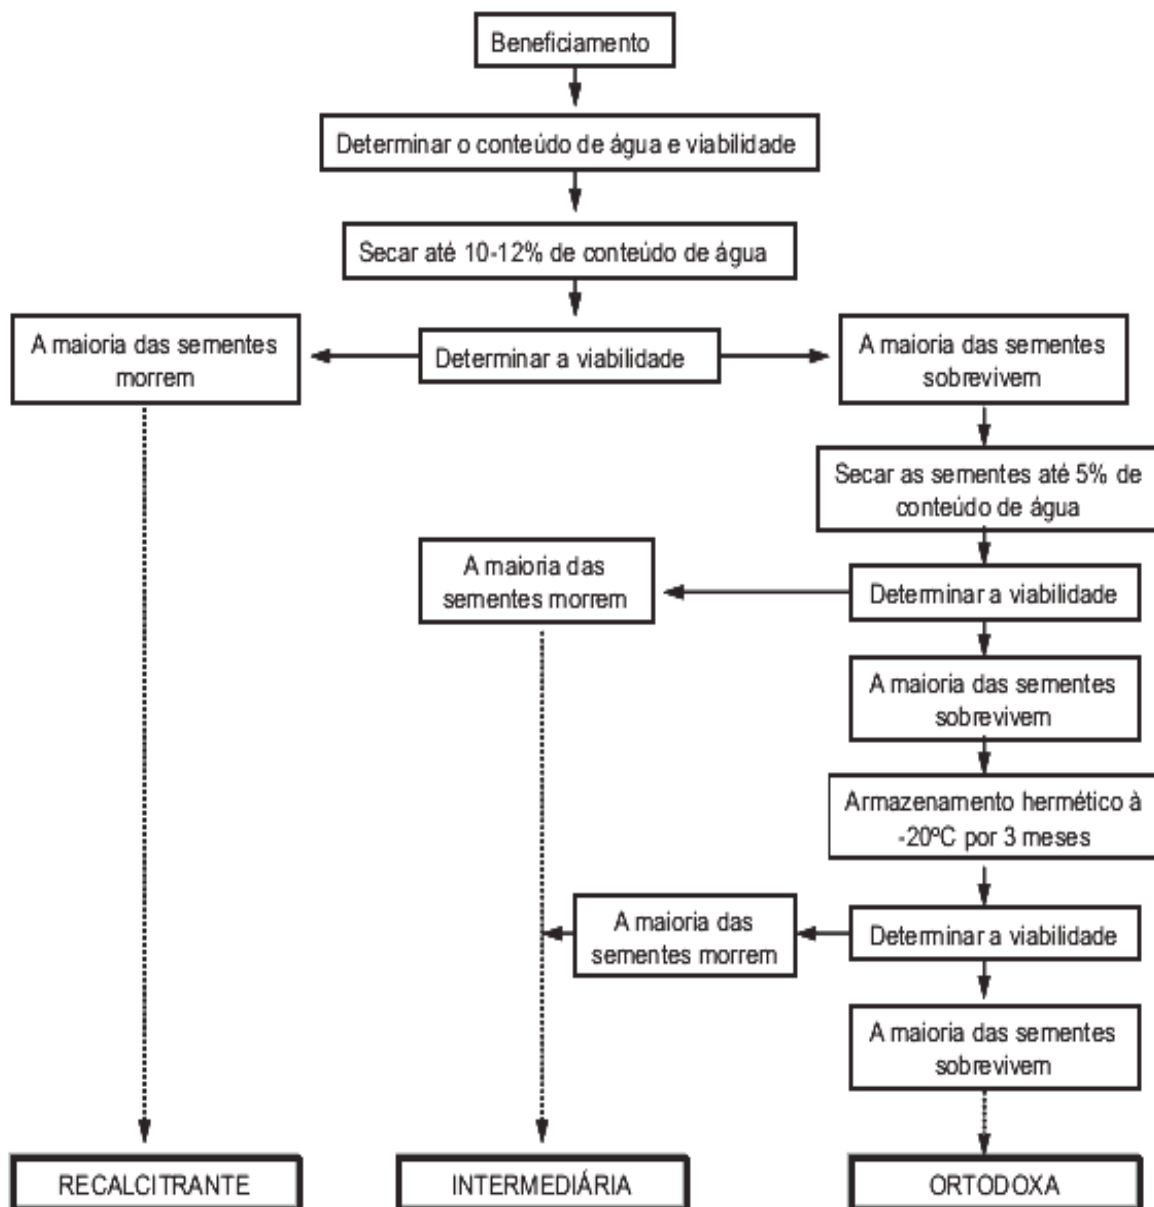 Beneficiamento
Determinar o conteúdo de água e viabilidade
Secar até 10-12% de conteúdo de água
A maioria das sementes
morrem
Determinar a viabilidade
A maioria das sementes
sobrevivem
Secar as sementes até 5% de
conteúdo de água
A maioria das
sementes morrem
Determinar a viabilidade
A maioria das sementes
sobrevivem
Armazenamento hermético à
-20ºC por 3 meses
A maioria das
sementes morrem
Determinar a viabilidade
A maioria das sementes
sobrevivem
RECALCITRANTE
INTERMEDIÁRIA
ORTODOXA